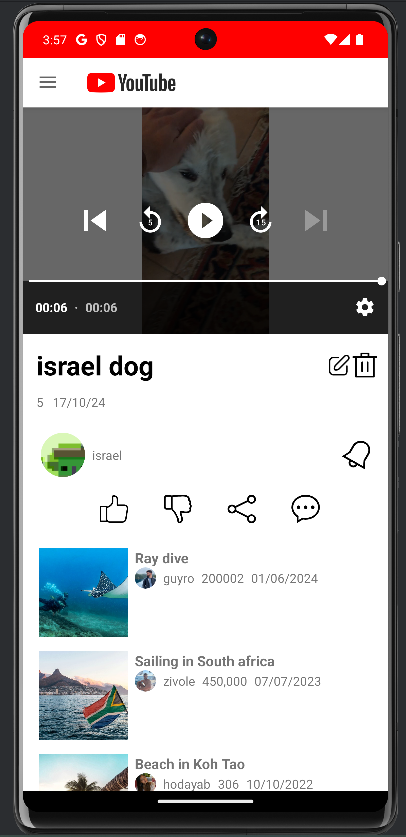 3:57
YouTube
5
15
00:06 · 00:06
israel dog
5 17/10/24
israel
Ray dive
guyro 200002 01/06/2024
Sailing in South africa
zivole 450,000 07/07/2023
Beach in Koh Tao
hodayab 306 10/10/2022